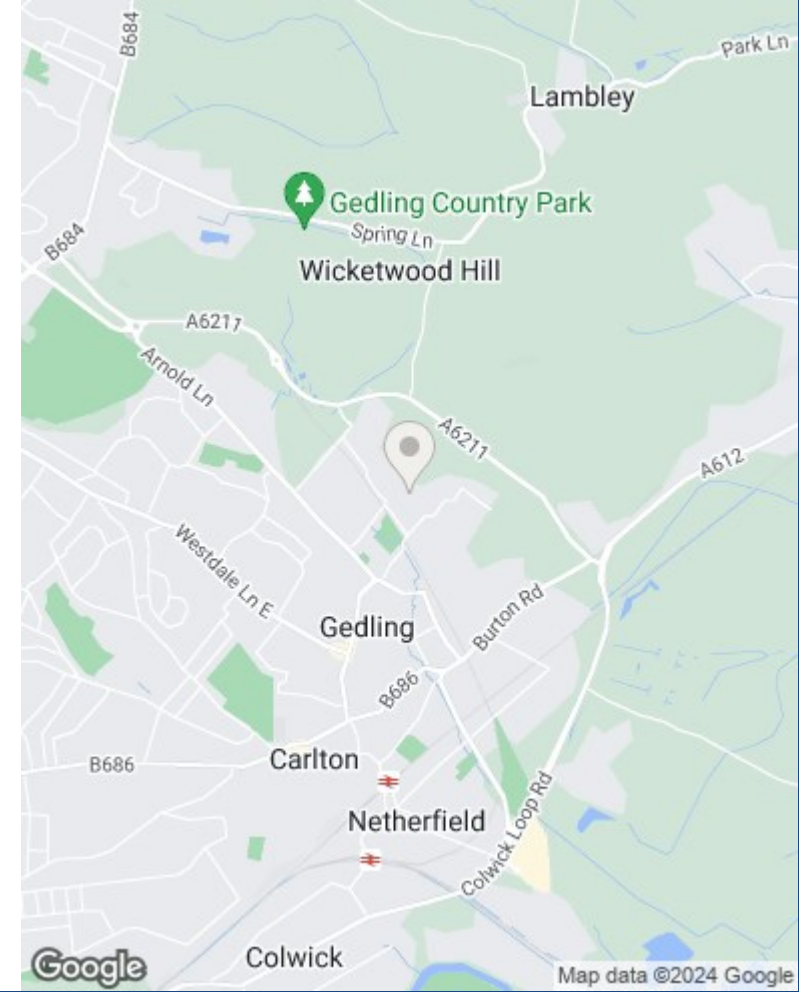 B684
Park Ln
Lambley
Gedling Country Park
Spring Ln
B684
Wicketwood Hill
A6211
Arnold Ln
A6211
A612
Westdale Ln E
Burton Rd
Gedling
B686
Carlton
B686
Netherfield
Colwick Loop Rd
Colwick
Google
Map data ©2024 Google